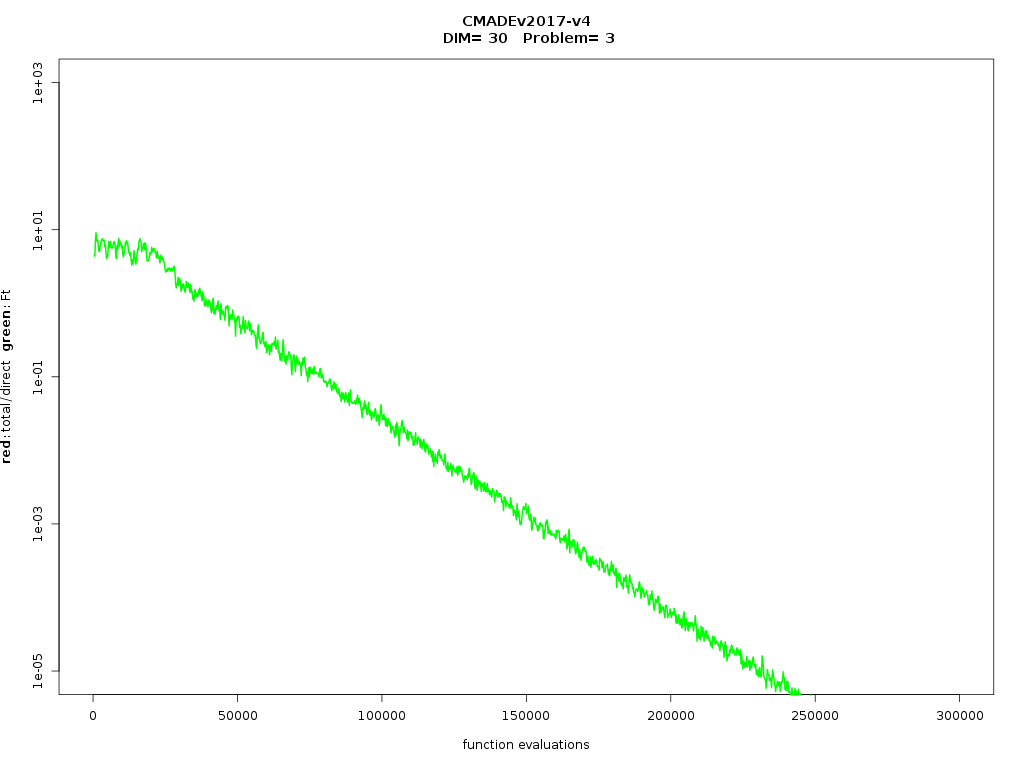 CMADEv2017-v4
DIM= 30 Problem= 3
red: total/direct green: Ft
1e+03
1e+01
1e-01
1e-03
1e-05
0 50000 100000 150000 200000 250000 300000
function evaluations